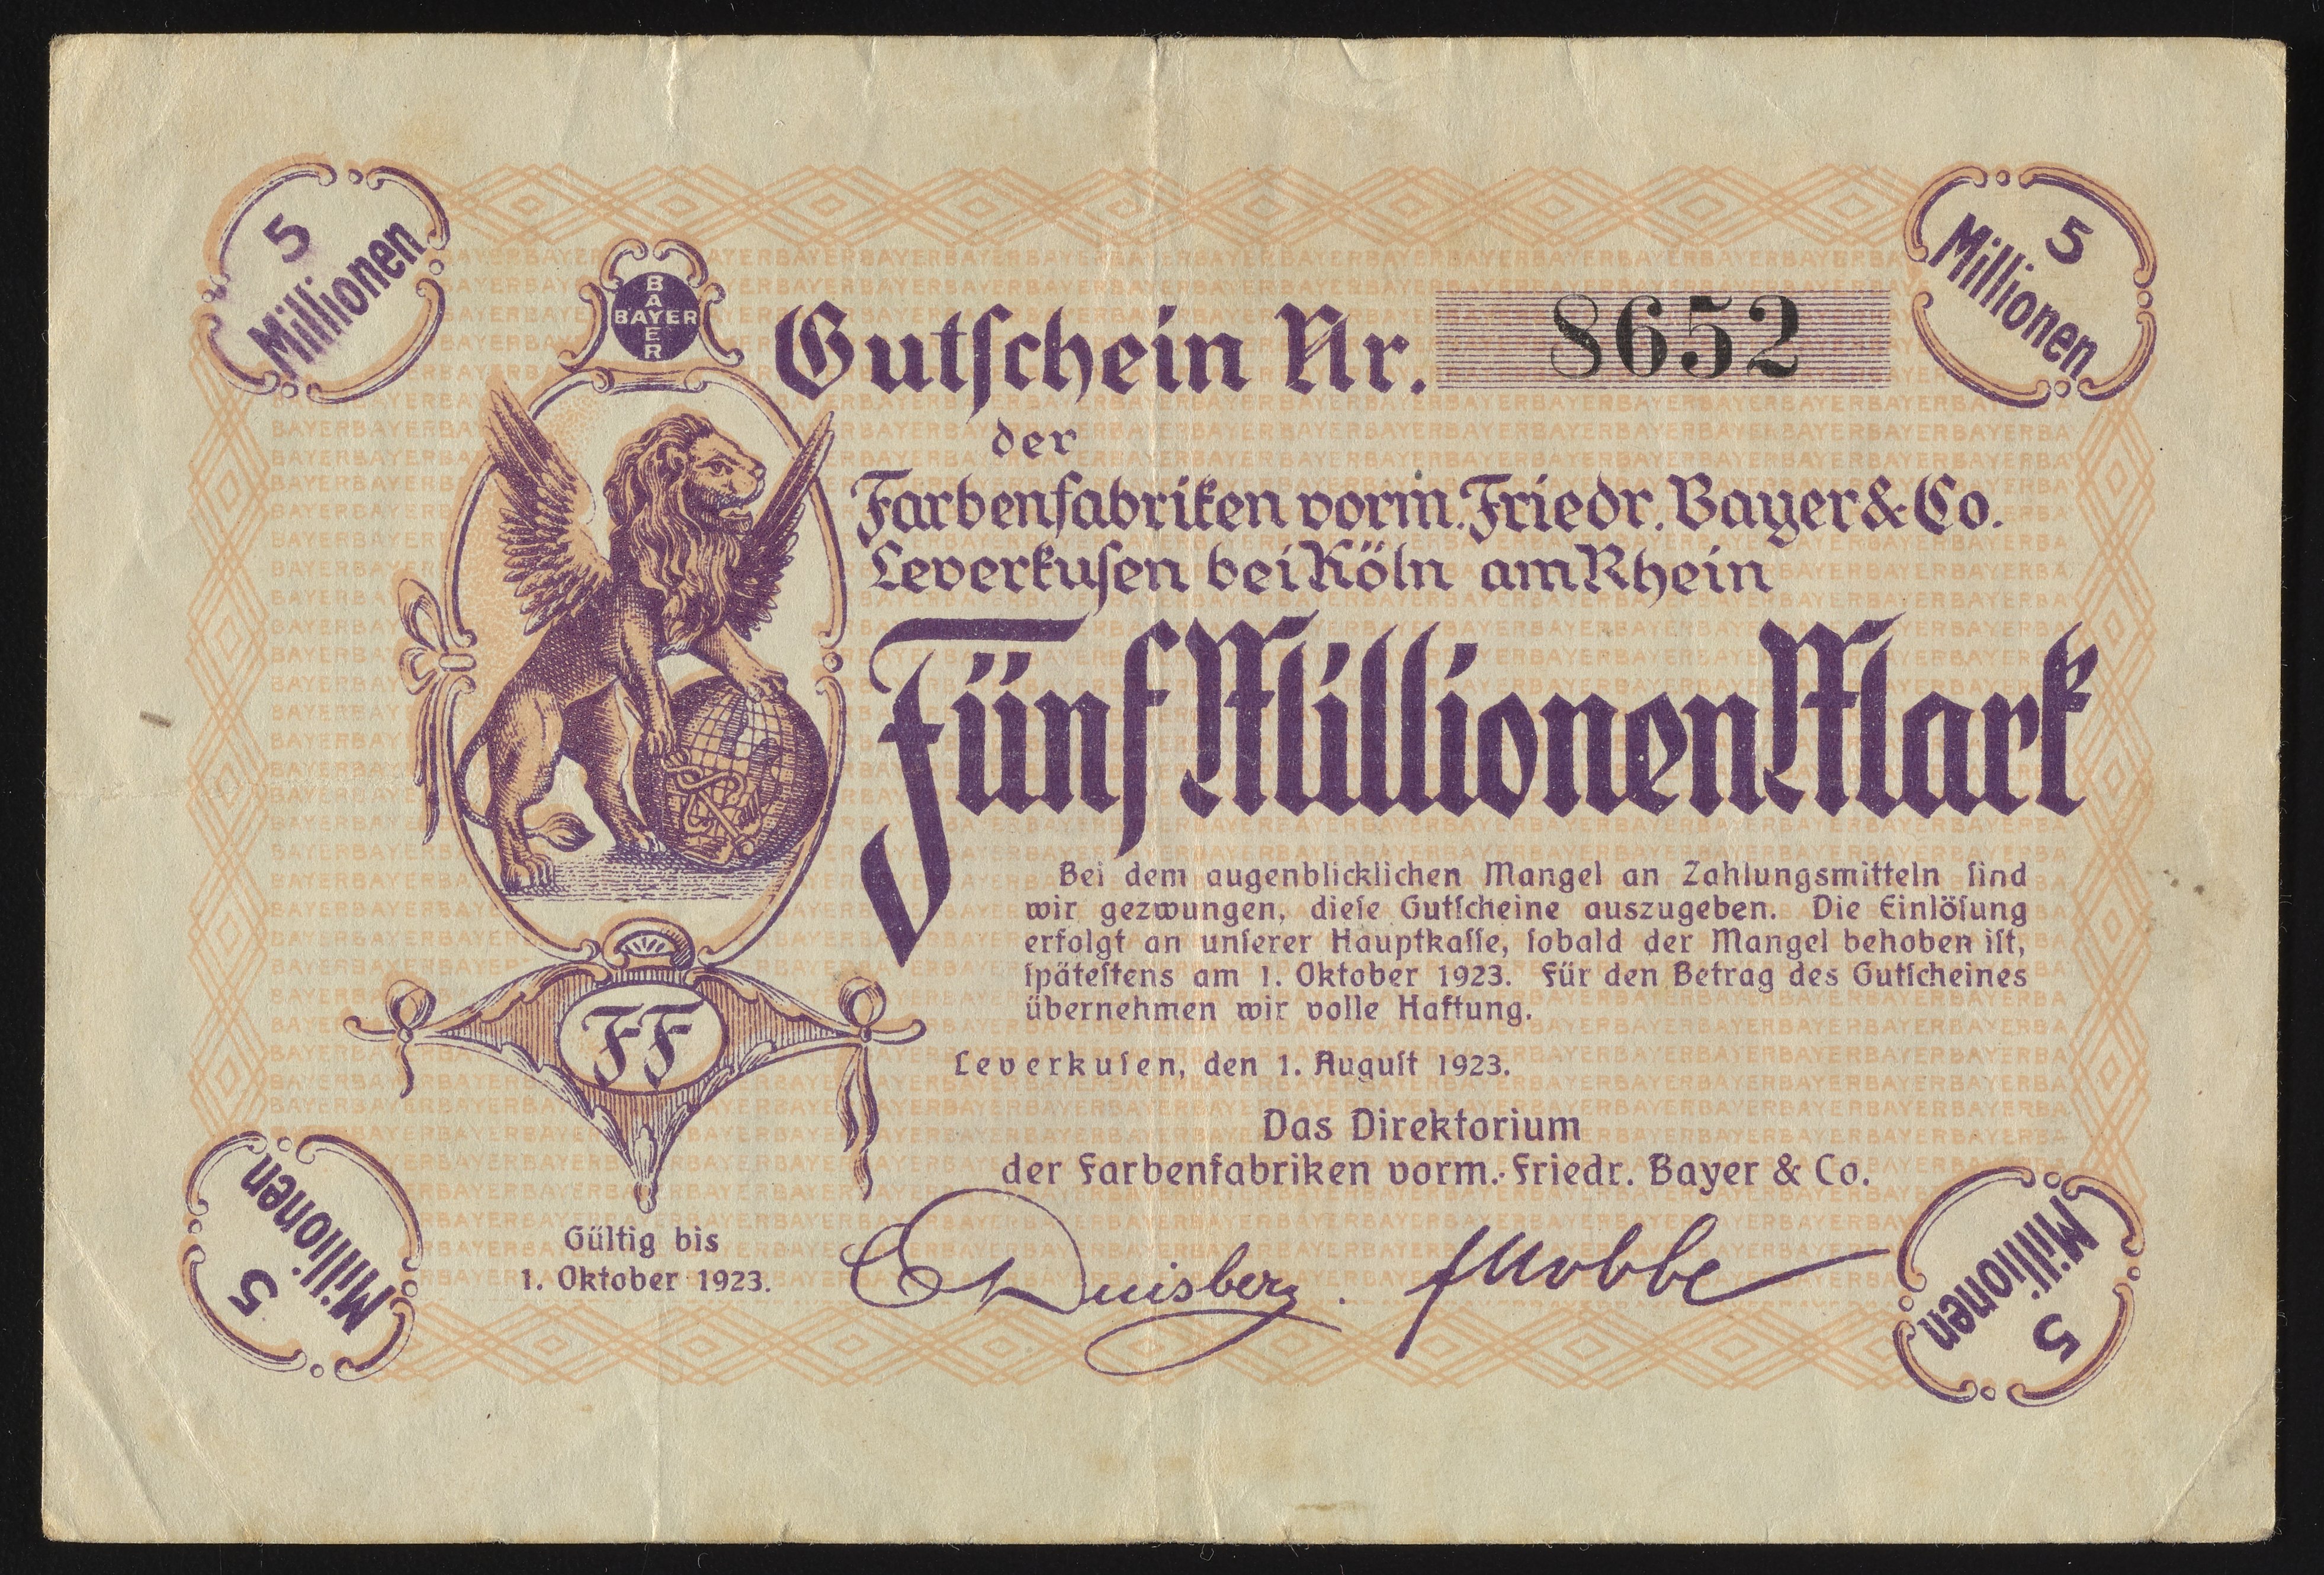 5
Millionen
5
Millionen
BAYER
BAYER
Gutſchein Nr. 8652
der
Farbenfabriken vorm. Friedr. Bayer & Co.
Leverkuſen bei Köln am Rhein
Fünf Millionen Mark
Bei dem augenblicklichen Mangel an Zahlungsmitteln ſind
wir gezwungen, dieſe Gutſcheine auszugeben. Die Einlöſung
erfolgt an unſerer Hauptkaſſe, ſobald der Mangel behoben iſt,
ſpäteſtens am 1. Oktober 1923. Für den Betrag des Gutſcheines
übernehmen wir volle Haftung.
FF
Leverkuſen, den 1. Auguſt 1923.
Das Direktorium
der Farbenfabriken vorm. Friedr. Bayer & Co.
Gültig bis
1. Oktober 1923.
C Duisberg.
Millionen
5
Millionen
5